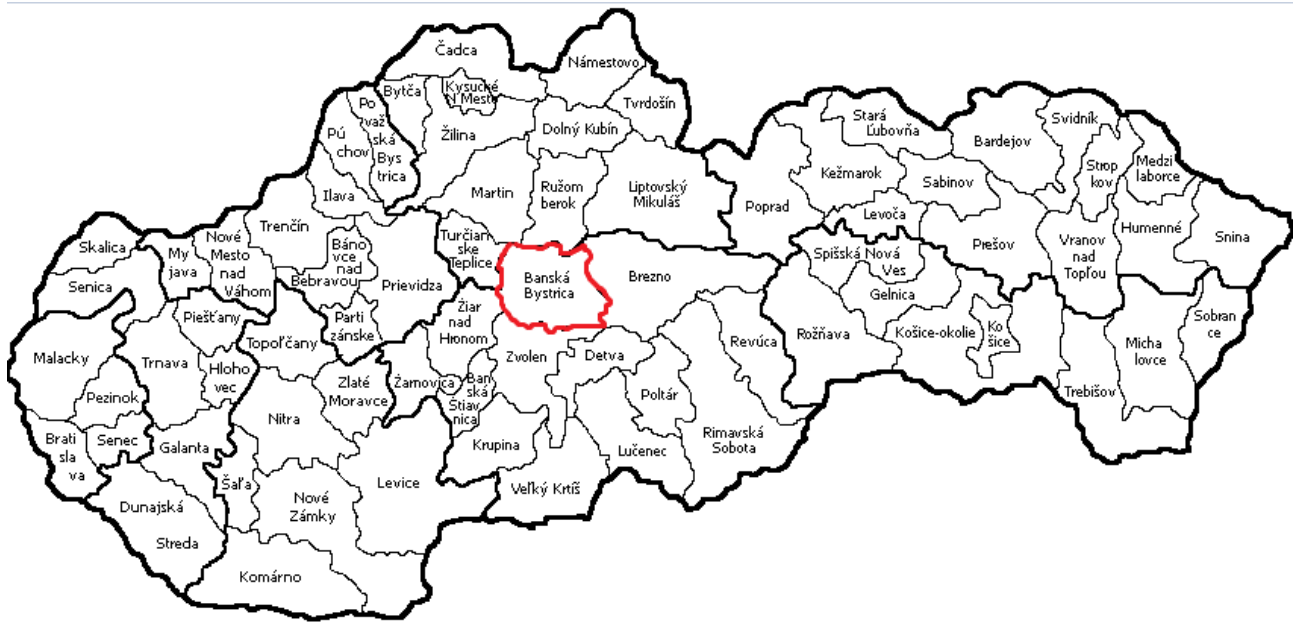 Čadca
Námestovo
Bytča
Kysucké
N Mesto
Tvrdošín
Po
važ
ská
Bys
trica
Pú
chov
Žilina
Dolný Kubín
Stará
Ľubovňa
Svidník
Bardejov
Medzi
laborce
Strop
kov
Ilava
Martin
Ružom
berok
Liptovský
Mikuláš
Kežmarok
Sabinov
Poprad
Levoča
Trenčín
Turčian
ske
Teplice
Prešov
Vranov
nad
Topľou
Humenné
Snina
Skalica
My
java
Nové
Mesto
nad
Váhom
Báno
vce nad
Bebravou
Prievidza
Spišská Nová
Ves
Senica
Banská
Bystrica
Brezno
Gelnica
Piešťany
Parti
zánske
Žiar
nad
Hronom
Sobran
ce
Malacky
Trnava
Topoľčany
Zvolen
Detva
Revúca
Rožňava
Košice-okolie
Ko
šice
Micha
lovce
Hloho
vec
Zlaté
Moravce
Žarnovica
Ban
ská
Štiav
nica
Poltár
Trebišov
Pezinok
Nitra
Brati
sla
va
Senec
Galanta
Krupina
Lučenec
Rimavská
Sobota
Šaľa
Levice
Veľký Krtíš
Dunajská
Streda
Nové
Zámky
Komárno